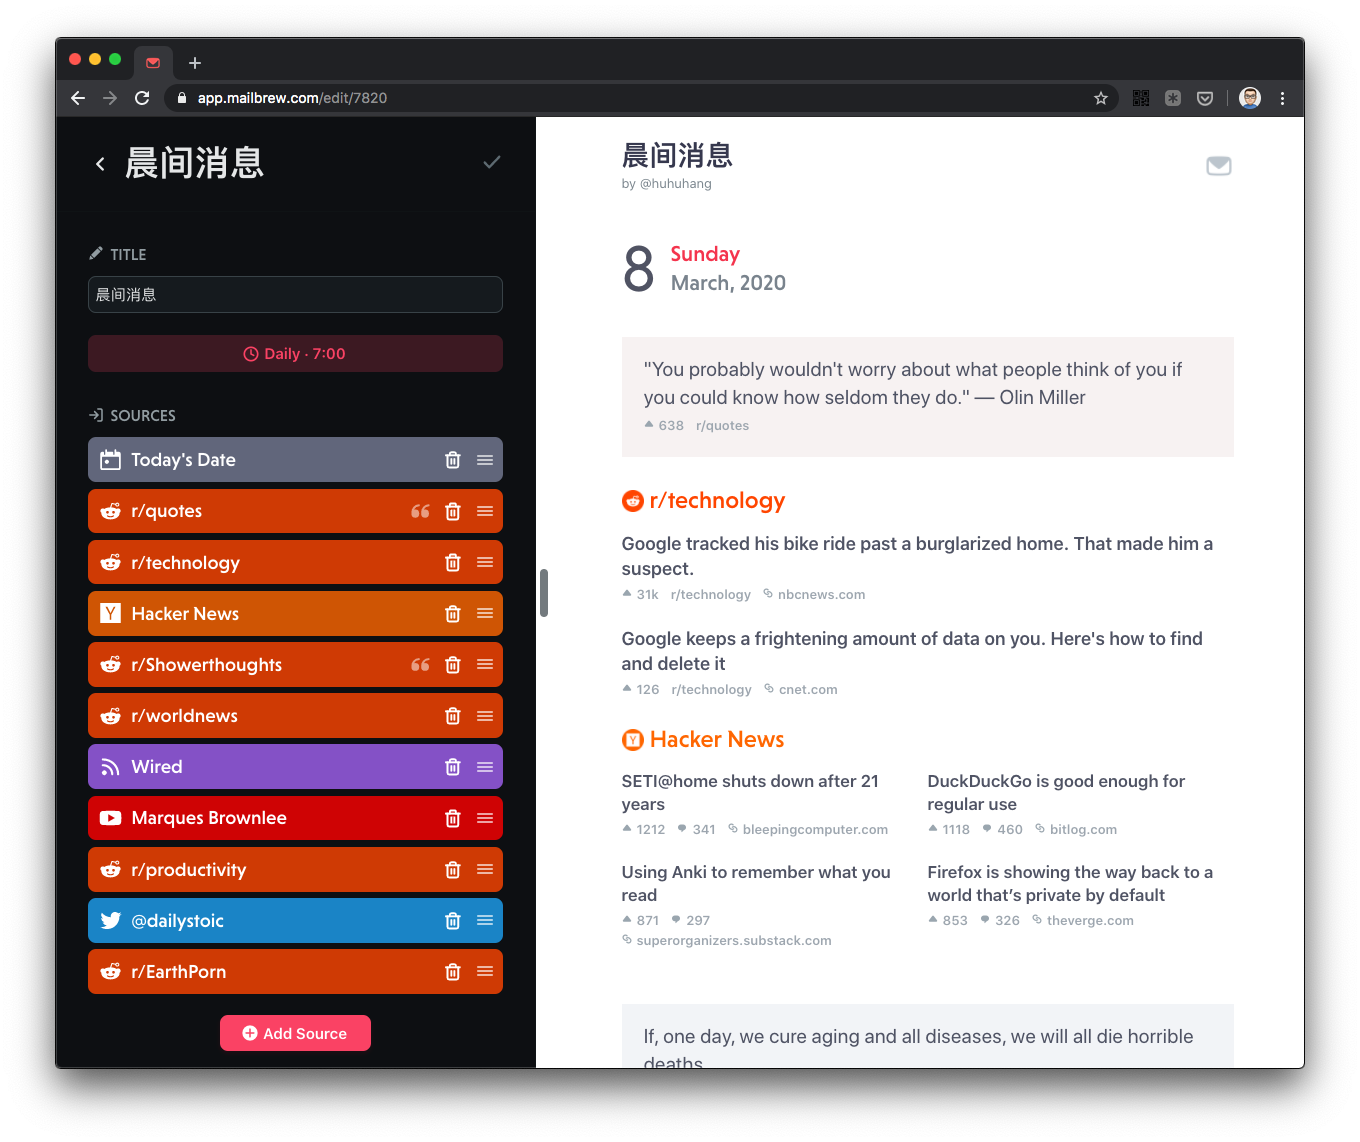 app.mailbrew.com/edit/7820
晨间消息
TITLE
晨间消息
Daily · 7:00
SOURCES
Today's Date
r/quotes
r/technology
Hacker News
r/Showerthoughts
r/worldnews
Wired
Marques Brownlee
r/productivity
@dailystoic
r/EarthPorn
Add Source
晨间消息
by @huhuhang
8
Sunday
March, 2020
"You probably wouldn't worry about what people think of you if
you could know how seldom they do." — Olin Miller
638 r/quotes
r/technology
Google tracked his bike ride past a burglarized home. That made him a
suspect.
31k r/technology nbcnews.com
Google keeps a frightening amount of data on you. Here's how to find
and delete it
126 r/technology cnet.com
Hacker News
SETI@home shuts down after 21
years
1212 341 bleepingcomputer.com
DuckDuckGo is good enough for
regular use
1118 460 bitlog.com
Using Anki to remember what you
read
871 297
superorganizers.substack.com
Firefox is showing the way back to a
world that’s private by default
853 326 theverge.com
If, one day, we cure aging and all diseases, we will all die horrible
deaths